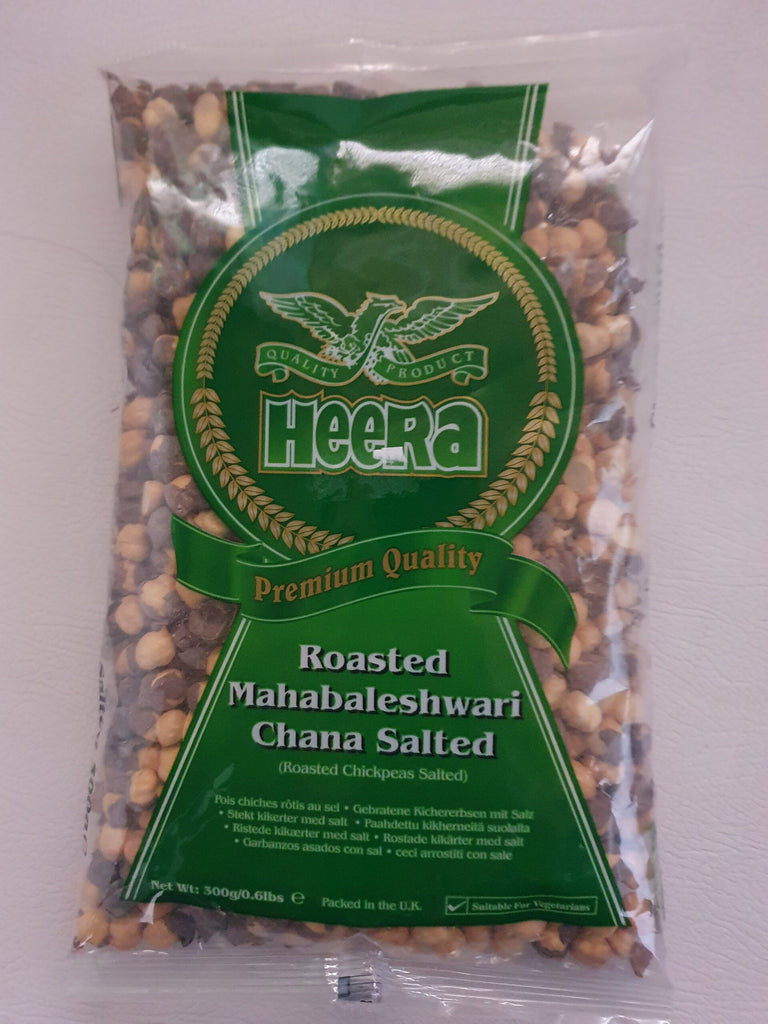 QUALITY PRODUCT
HeeRa
Premium Quality
Roasted
Mahabaleshwari
Chana Salted
(Roasted Chickpeas Salted)
Pois chiches rôtis au sel • Gebratene Kichererbsen mit Salz
• Stekt kikerter med salt • Paahdettu kikherneitä suolalla
• Ristede kikærter med salt • Rostade kikärter med salt
• Garbanzos asados con sal • ceci arrostiti con sale
Net Wt: 300g/0.6lbs ℮ Packed in the U.K. Suitable For Vegetarians